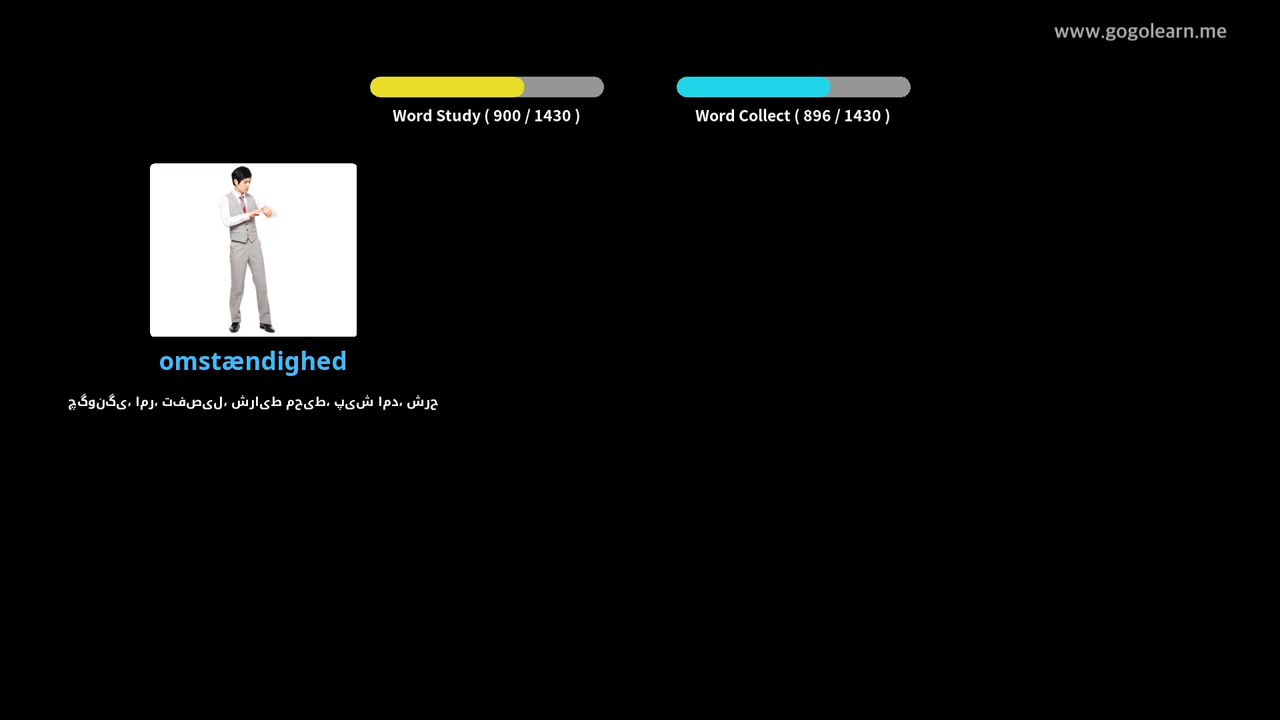 www.gogolearn.me
Word Study ( 900 / 1430 )
Word Collect ( 896 / 1430 )
omstændighed
چگونگی، امر، تفصیل، شرایط محیط، پیش امد، شرح